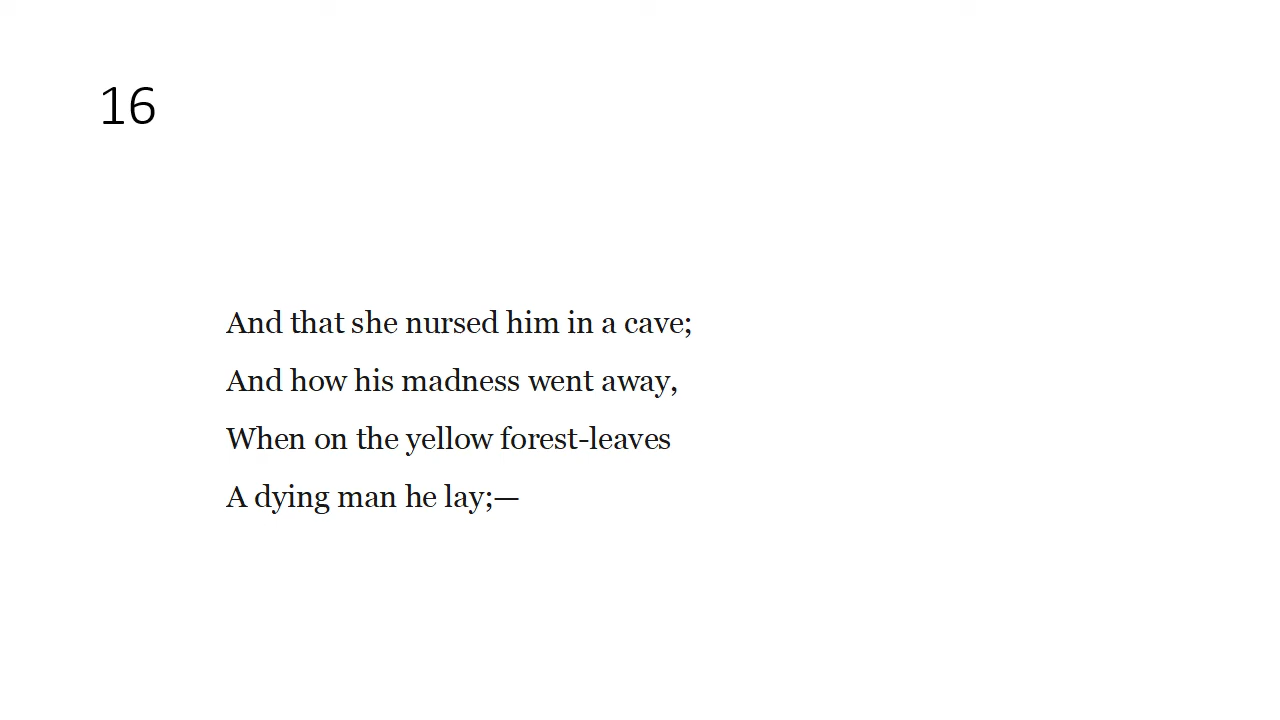 16
And that she nursed him in a cave;
And how his madness went away,
When on the yellow forest-leaves
A dying man he lay;—